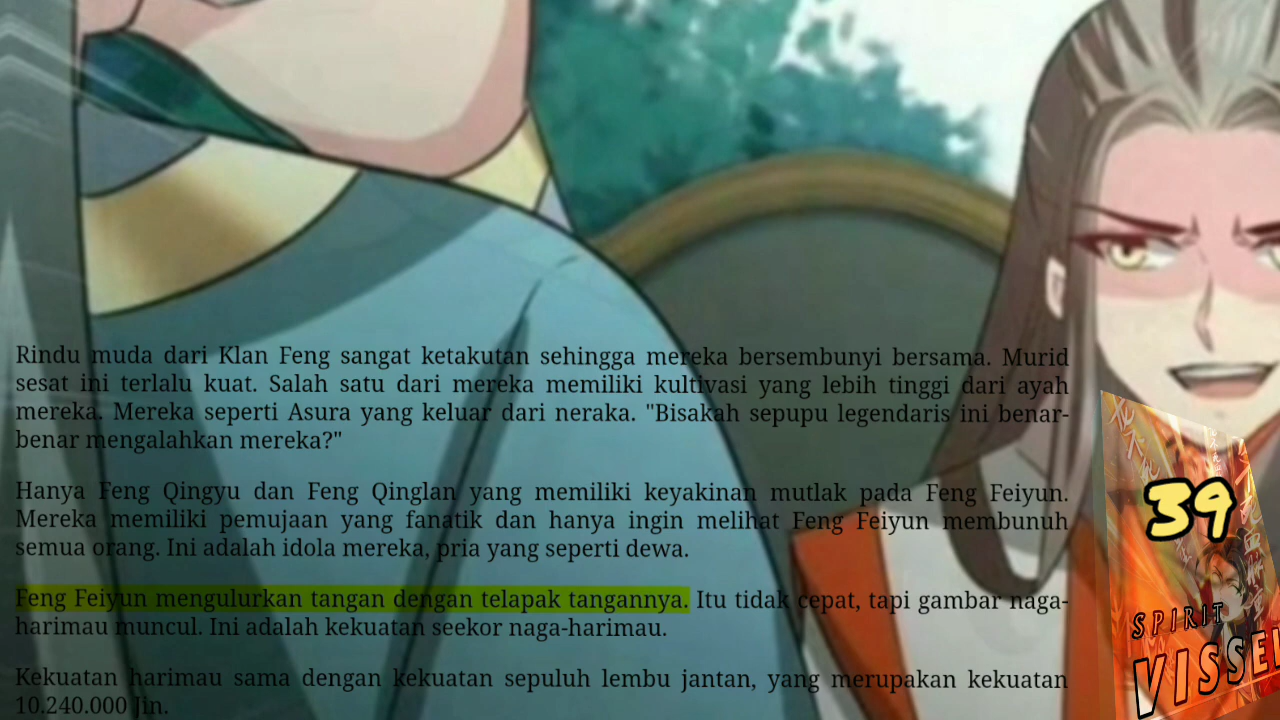 Rindu muda dari Klan Feng sangat ketakutan sehingga mereka bersembunyi bersama. Murid
sesat ini terlalu kuat. Salah satu dari mereka memiliki kultivasi yang lebih tinggi dari ayah
mereka. Mereka seperti Asura yang keluar dari neraka. "Bisakah sepupu legendaris ini benar-
benar mengalahkan mereka?"
Hanya Feng Qingyu dan Feng Qinglan yang memiliki keyakinan mutlak pada Feng Feiyun.
Mereka memiliki pemujaan yang fanatik dan hanya ingin melihat Feng Feiyun membunuh
semua orang. Ini adalah idola mereka, pria yang seperti dewa.
Feng Feiyun mengulurkan tangan dengan telapak tangannya. Itu tidak cepat, tapi gambar naga-
harimau muncul. Ini adalah kekuatan seekor naga-harimau.
Kekuatan harimau sama dengan kekuatan sepuluh lembu jantan, yang merupakan kekuatan
10.240.000 Jin.
39
SPIRIT
VISSEL